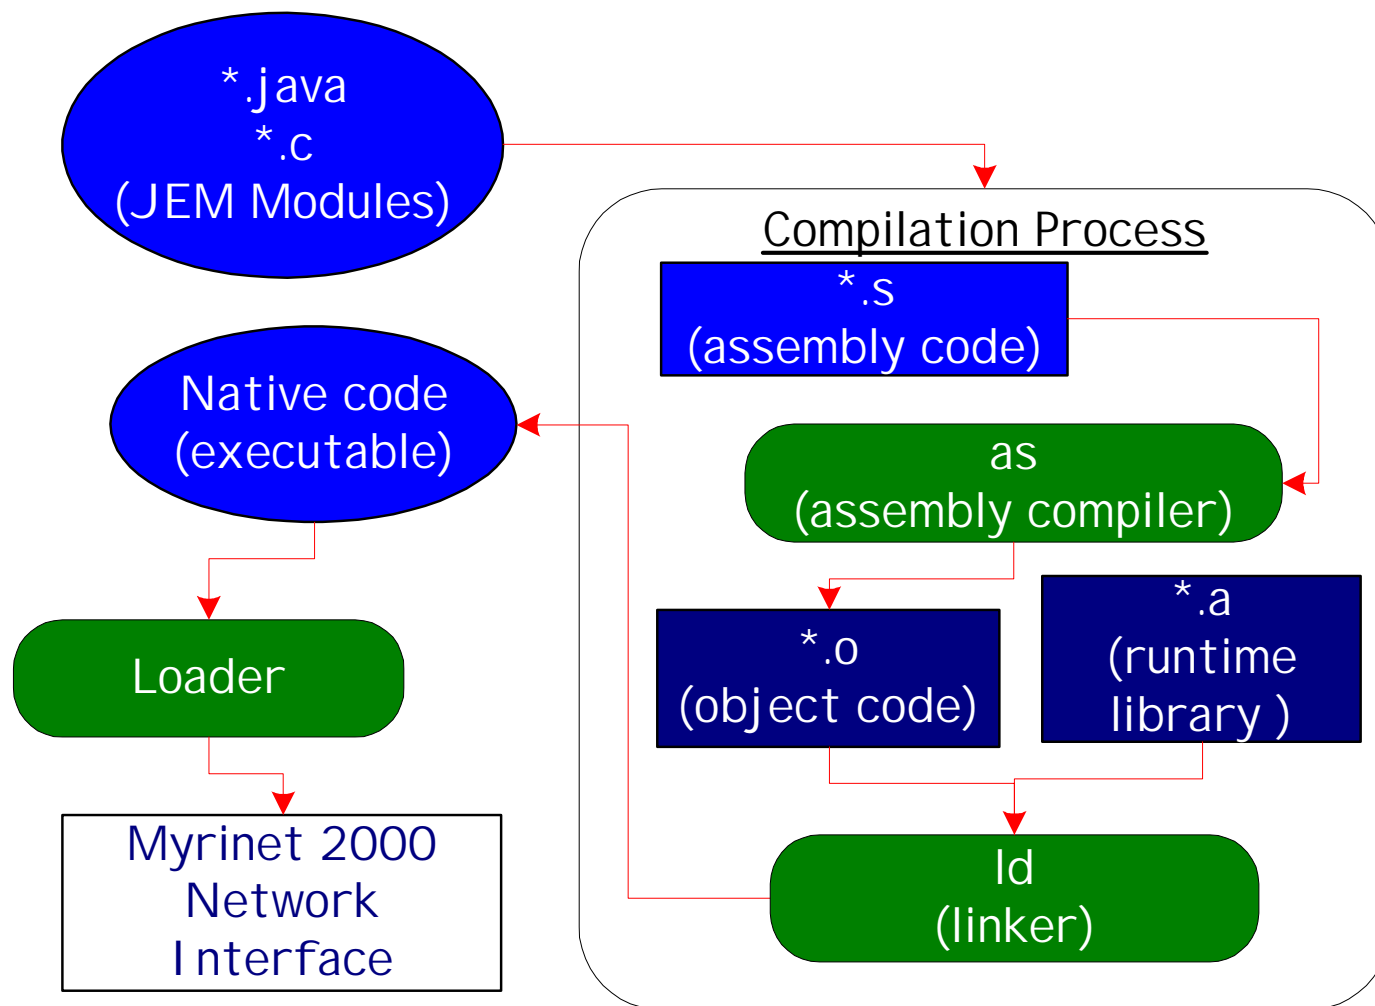 *.java
*.c
(JEM Modules)
Compilation Process
*.s
(assembly code)
Native code
(executable)
as
(assembly compiler)
*.o
(object code)
*.a
(runtime
library )
Loader
Myrinet 2000
Network
Interface
ld
(linker)